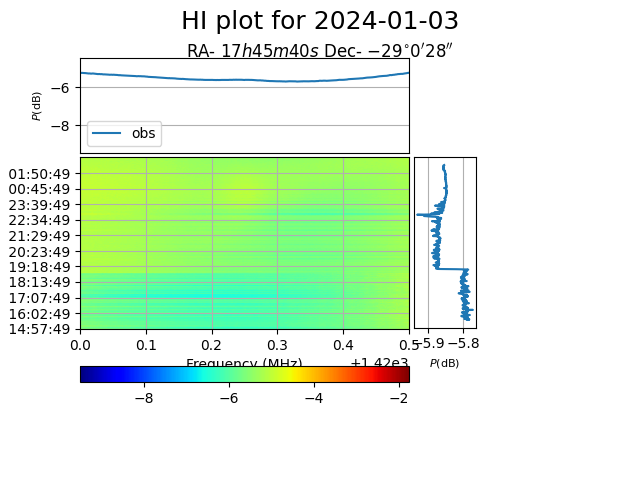 HI plot for 2024-01-03
RA- 17h45m40s Dec- −29°0′28″
P(dB)
−6
−8
obs
01:50:49
00:45:49
23:39:49
22:34:49
21:29:49
20:23:49
19:18:49
18:13:49
17:07:49
16:02:49
14:57:49
0.0 0.1 0.2 0.3 0.4 0.5
Frequency (MHz) +1.42e3
−5.9 −5.8
P(dB)
−8 −6 −4 −2